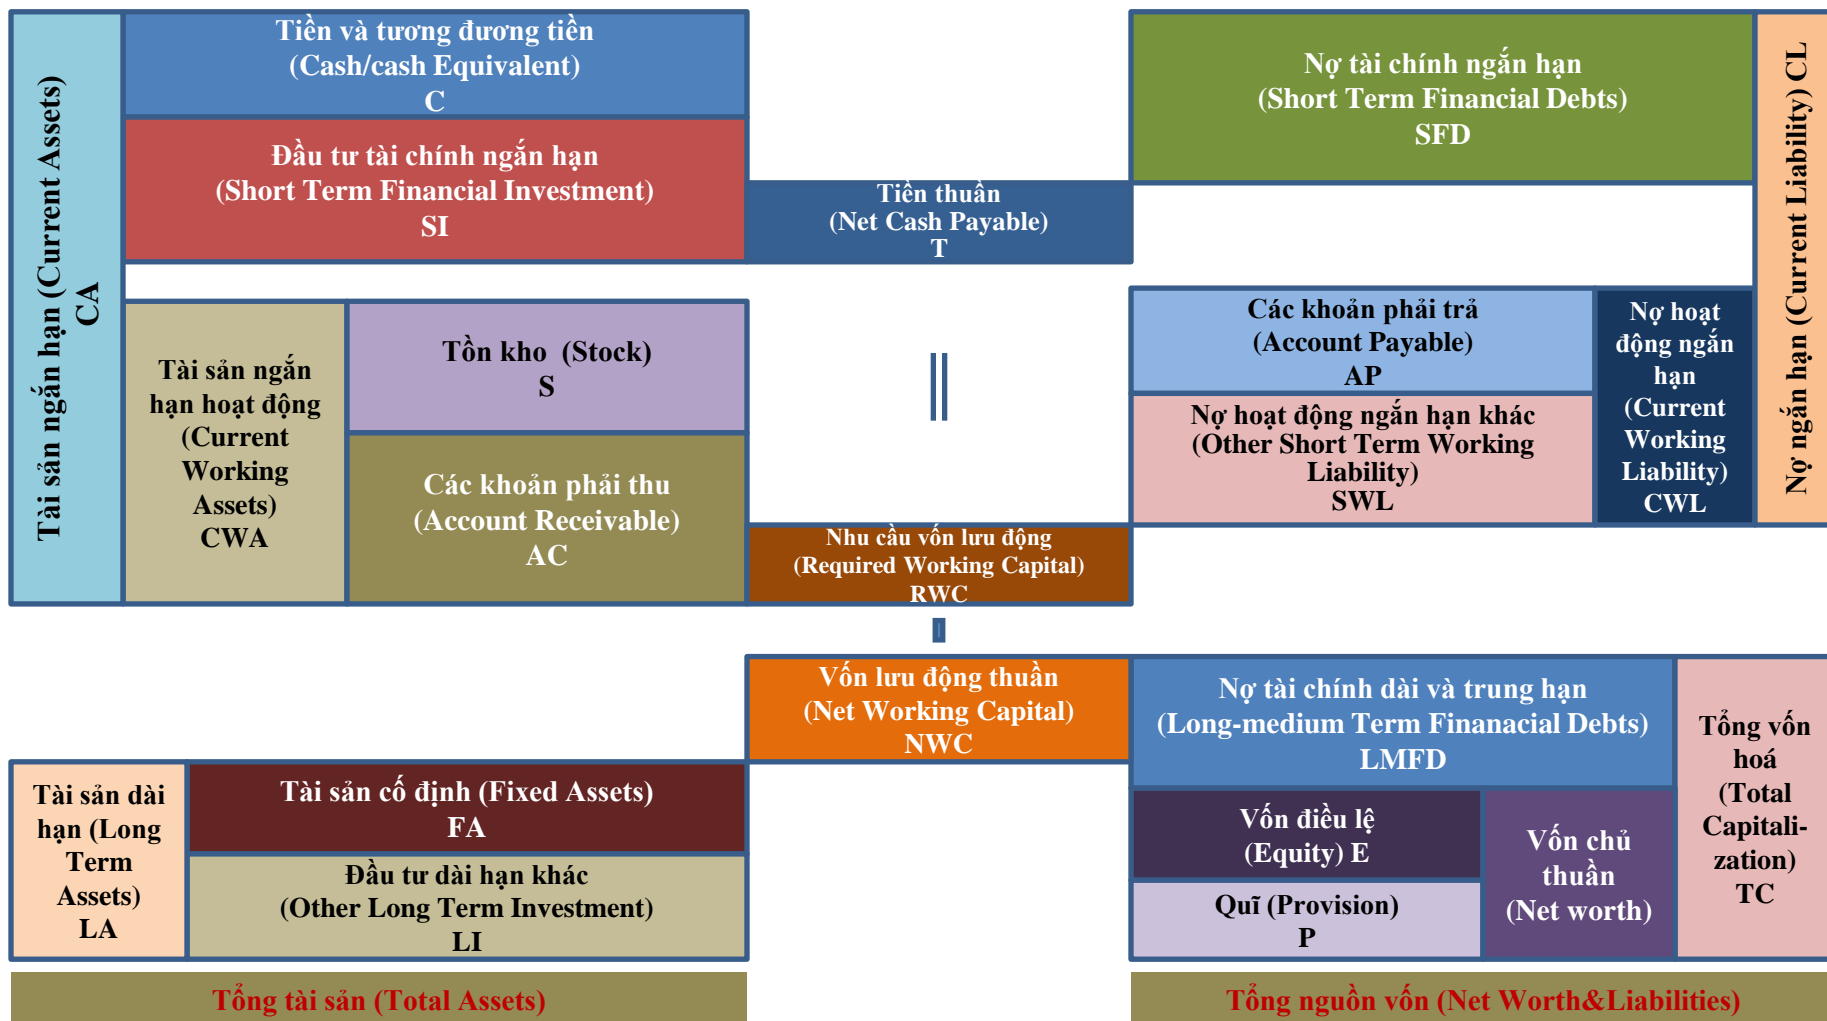 Tài sản ngắn hạn (Current Assets)
CA
Tiền và tương đương tiền
(Cash/cash Equivalent)
C
Đầu tư tài chính ngắn hạn
(Short Term Financial Investment)
SI
Tiền thuần
(Net Cash Payable)
T
Nợ tài chính ngắn hạn
(Short Term Financial Debts)
SFD
Nợ ngắn hạn (Current Liability) CL
Tài sản ngắn
hạn hoạt động
(Current
Working
Assets)
CWA
Tồn kho (Stock)
S
Các khoản phải thu
(Account Receivable)
AC
Các khoản phải trả
(Account Payable)
AP
Nợ hoạt động ngắn hạn khác
(Other Short Term Working
Liability)
SWL
Nợ hoạt
động ngắn
hạn
(Current
Working
Liability)
CWL
Nhu cầu vốn lưu động
(Required Working Capital)
RWC
Vốn lưu động thuần
(Net Working Capital)
NWC
Nợ tài chính dài và trung hạn
(Long-medium Term Finanacial Debts)
LMFD
Tổng vốn
hoá
(Total
Capitali-
zation)
TC
Tài sản dài
hạn (Long
Term
Assets)
LA
Tài sản cố định (Fixed Assets)
FA
Đầu tư dài hạn khác
(Other Long Term Investment)
LI
Vốn điều lệ
(Equity) E
Quĩ (Provision)
P
Vốn chủ
thuần
(Net worth)
Tổng tài sản (Total Assets)
Tổng nguồn vốn (Net Worth&Liabilities)